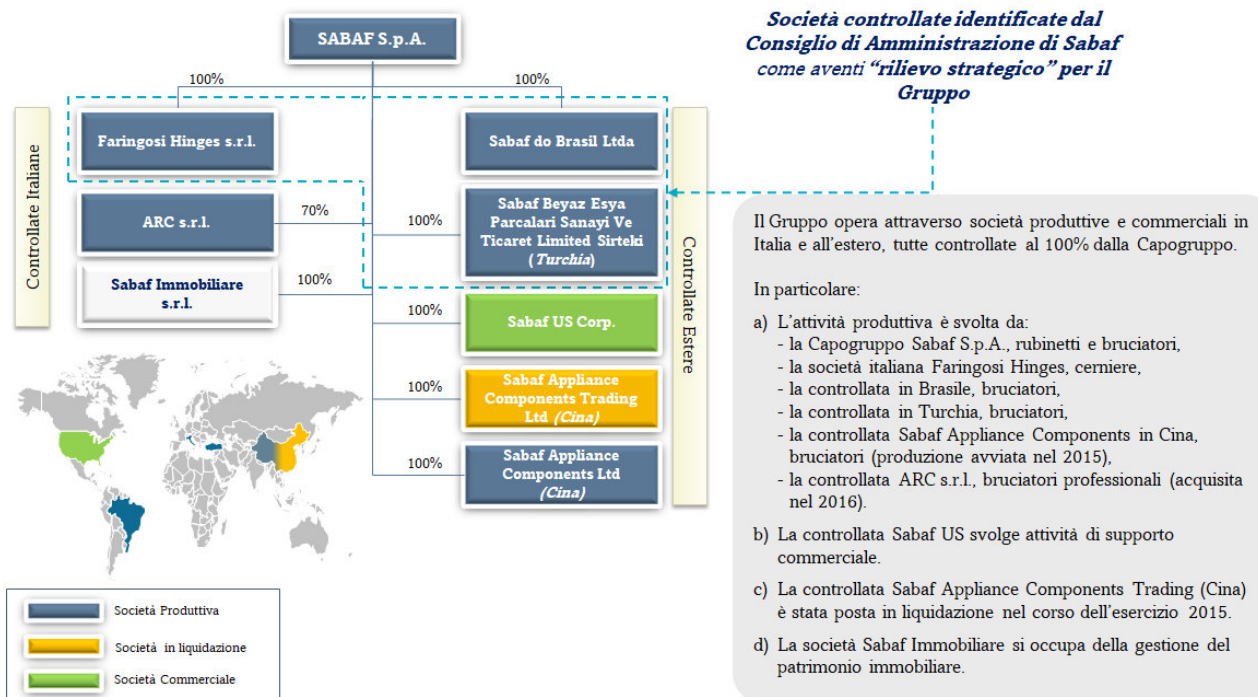 SABAF S.p.A.
100%
100%
Controllate Italiane
Faringosi Hinges s.r.l.
Sabaf do Brasil Ltda
ARC s.r.l.
70%
100%
Sabaf Beyaz Esya
Parcalari Sanayi Ve
Ticaret Limited Sirteki
(Turchia)
Sabaf Immobiliare
s.r.l.
100%
100%
Sabaf US Corp.
100%
Sabaf Appliance
Components Trading
Ltd (Cina)
100%
Sabaf Appliance
Components Ltd
(Cina)
Controllate Estere
Società Produttiva
Società in liquidazione
Società Commerciale
Società controllate identificate dal
Consiglio di Amministrazione di Sabaf
come aventi “rilievo strategico” per il
Gruppo
Il Gruppo opera attraverso società produttive e commerciali in
Italia e all’estero, tutte controllate al 100% dalla Capogruppo.
In particolare:
a) L’attività produttiva è svolta da:
- la Capogruppo Sabaf S.p.A., rubinetti e bruciatori,
- la società italiana Faringosi Hinges, cerniere,
- la controllata in Brasile, bruciatori,
- la controllata in Turchia, bruciatori,
- la controllata Sabaf Appliance Components in Cina,
bruciatori (produzione avviata nel 2015),
- la controllata ARC s.r.l., bruciatori professionali (acquisita
nel 2016).
b) La controllata Sabaf US svolge attività di supporto
commerciale.
c) La controllata Sabaf Appliance Components Trading (Cina)
è stata posta in liquidazione nel corso dell’esercizio 2015.
d) La società Sabaf Immobiliare si occupa della gestione del
patrimonio immobiliare.